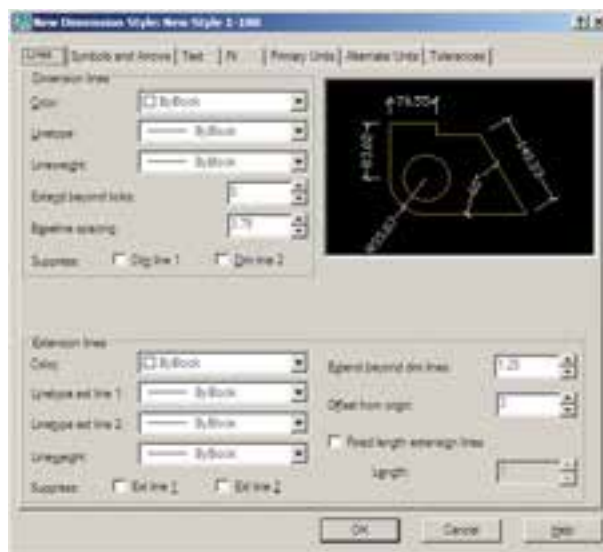 New Dimension Style: New Style 1-100
Lines Symbols and Arrows Text Fit Primary Units Alternate Units Tolerances
Dimension lines
Color: ByBlock
Linetype: ByBlock
Lineweight: ByBlock
Extend beyond ticks:
Baseline spacing: 3.75
Suppress: Dim line 1 Dim line 2
Extension lines
Color: ByBlock
Linetype ext line 1: ByBlock
Linetype ext line 2: ByBlock
Lineweight: ByBlock
Suppress: Ext line 1 Ext line 2
Extend beyond dim lines: 1.25
Offset from origin:
Fixed length extension lines
Length:
OK Cancel Help